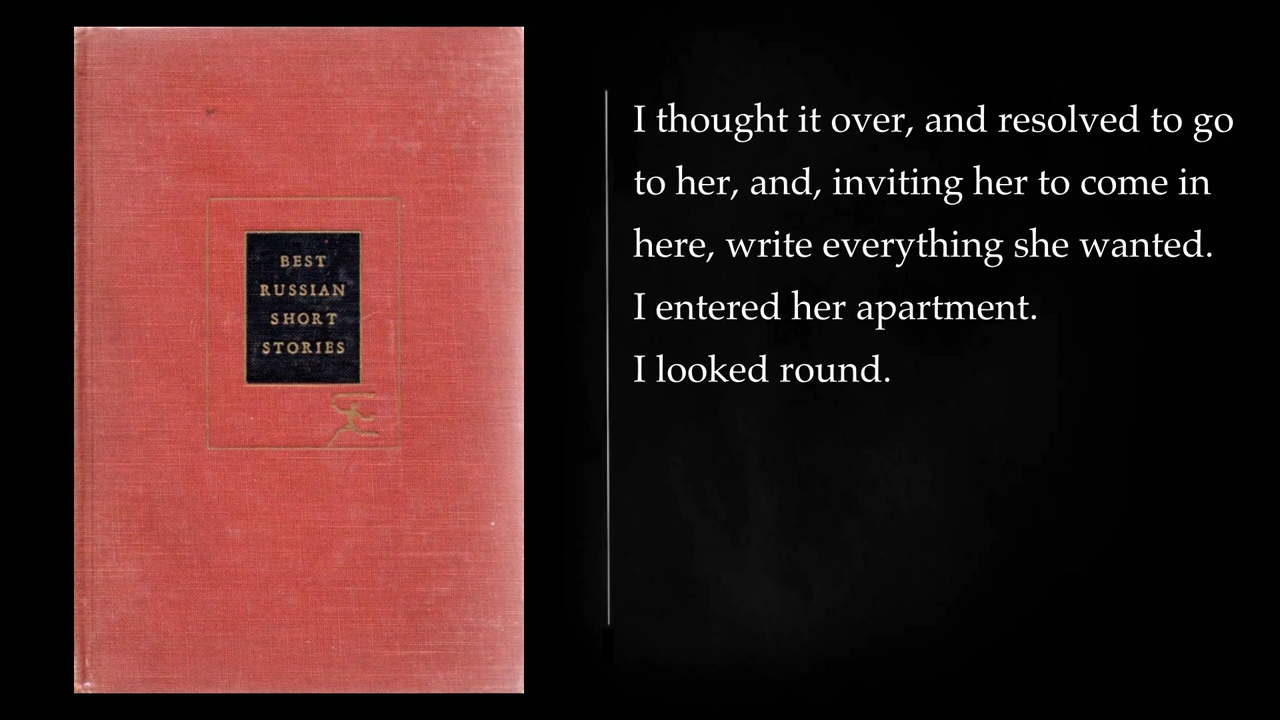 BEST
RUSSIAN
SHORT
STORIES
I thought it over, and resolved to go
to her, and, inviting her to come in
here, write everything she wanted.
I entered her apartment.
I looked round.